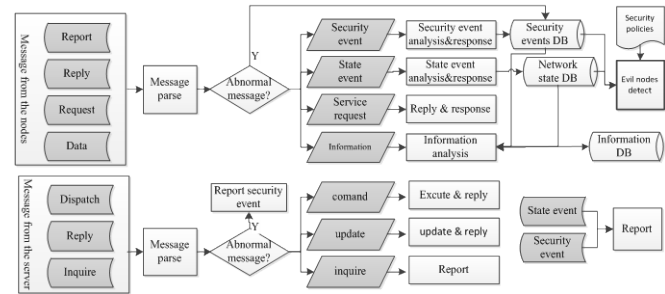 Message from the nodes
Report
Reply
Request
Data
Message
parse
Y
Abnormal
message?
Security
event
State
event
Service
request
Information
Security event
analysis&response
State event
analysis&response
Reply & response
Information
analysis
Security
events DB
Network
state DB
Security
policies
Evil nodes
detect
Information
DB
Message from the server
Dispatch
Reply
Inquire
Message
parse
Report security
event
Y
Abnormal
message?
comand
update
inquire
Excute & reply
update & reply
Report
State event
Security
event
Report